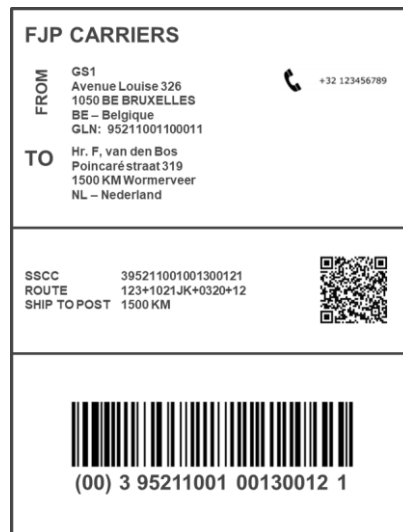 FJP CARRIERS
FROM
GS1
Avenue Louise 326
1050 BE BRUXELLES
BE – Belgique
GLN: 95211001100011
+32 123456789
TO
Hr. F, van den Bos
Poincaré straat 319
1500 KM Wormerveer
NL – Nederland
SSCC 395211001001300121
ROUTE 123+1021JK+0320+12
SHIP TO POST 1500 KM
(00) 3 95211001 00130012 1